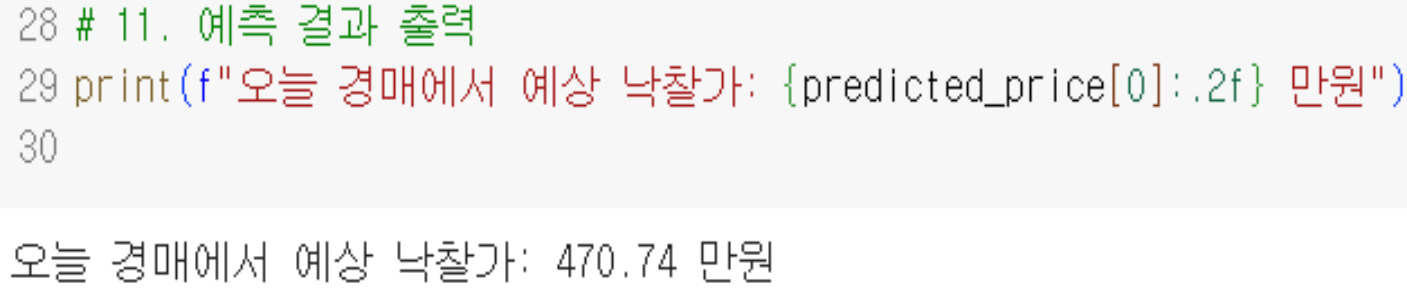 28 # 11. 예측 결과 출력
29 print(f"오늘 경매에서 예상 낙찰가: {predicted_price[0]:.2f} 만원")
30
오늘 경매에서 예상 낙찰가: 470.74 만원